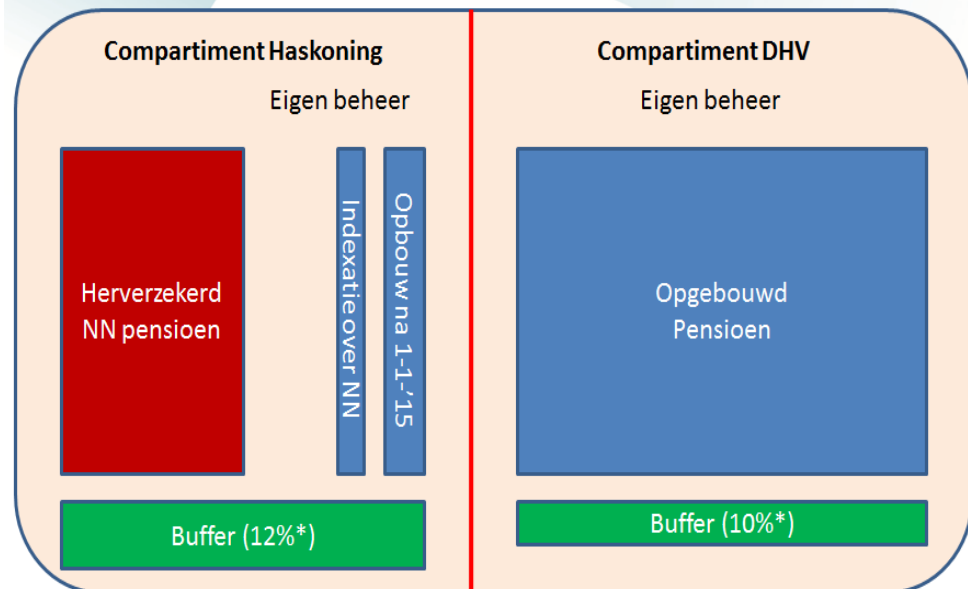 Compartiment Haskoning
Eigen beheer
Herverzekerd
NN pensioen
Indexatie over NN
Opbouw na 1-1-'15
Buffer (12%*)
Compartiment DHV
Eigen beheer
Opgebouwd
Pensioen
Buffer (10%*)